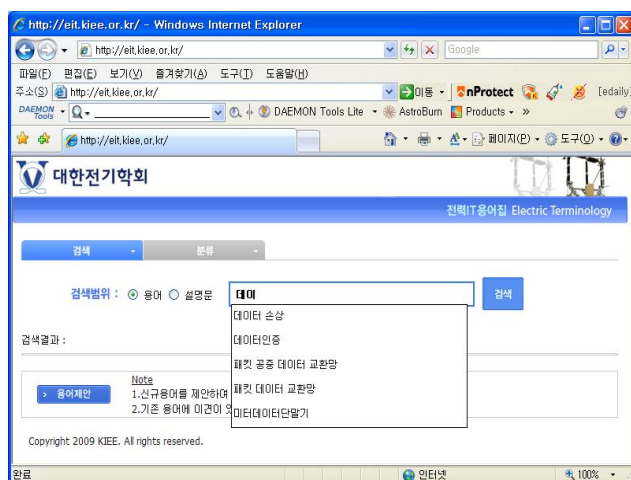 http://eit.kiee.or.kr/ - Windows Internet Explorer
http://eit.kiee.or.kr/
Google
파일(F) 편집(E) 보기(V) 즐겨찾기(A) 도구(T) 도움말(H)
주소(S) http://eit.kiee.or.kr/ 이동 nProtect [edaily]
DAEMON Tools DAEMON Tools Lite AstroBurn Products »
http://eit.kiee.or.kr/ 페이지(P) 도구(O)
대한전기학회
전력IT용어집 Electric Terminology
검색 분류
검색범위 : 용어 설명문 데이 검색
데이터 손상
검색결과 :
데이터인증
패킷 공중 데이터 교환망
패킷 데이터 교환망
미터데이터단말기
용어제안
Note
1.신규용어를 제안하여
2.기존 용어에 이견이
Copyright 2009 KIEE. All rights reserved.
완료 인터넷 100%